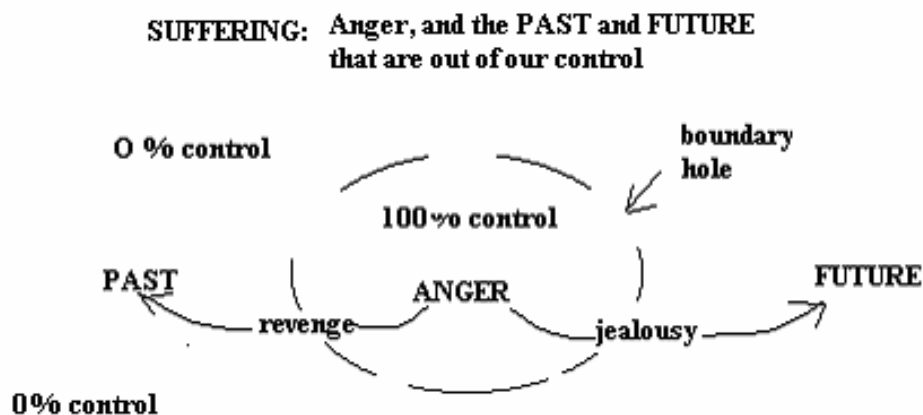 SUFFERING: Anger, and the PAST and FUTURE
that are out of our control
0 % control
boundary
hole
100% control
PAST
ANGER
FUTURE
revenge
jealousy
0% control